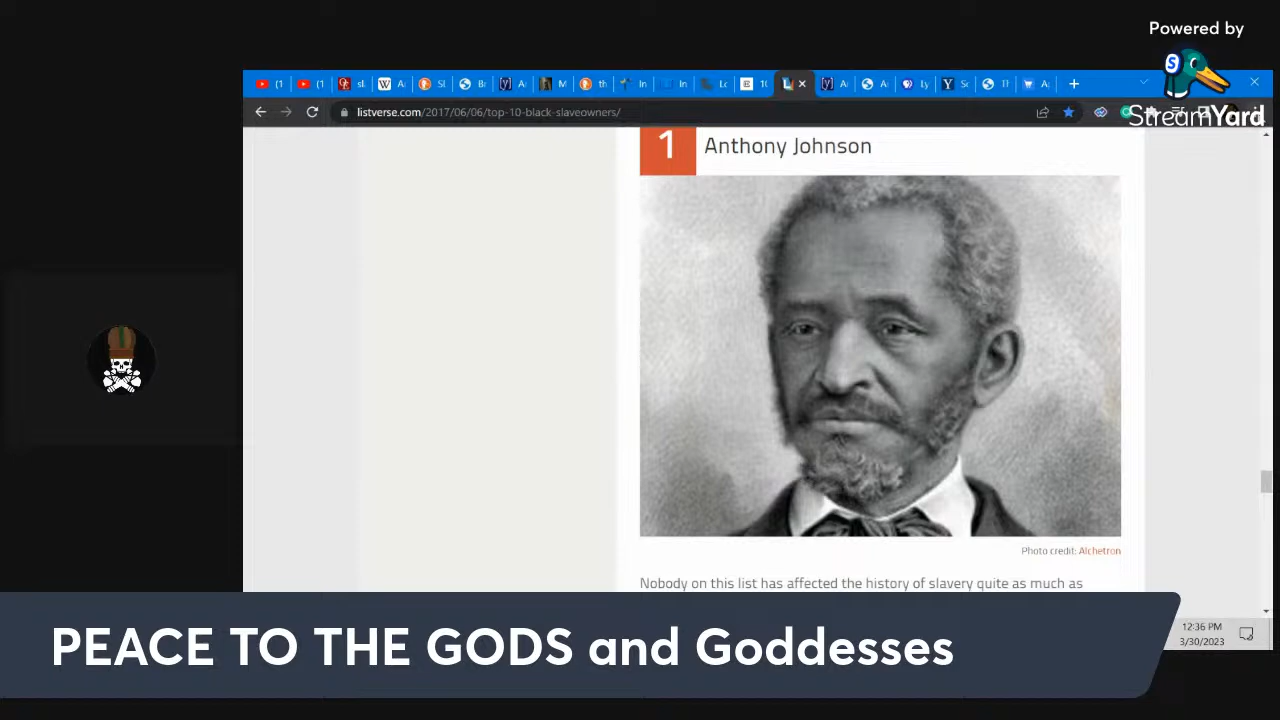 Powered by
StreamYard
listverse.com/2017/06/06/top-10-black-slaveowners/
1 Anthony Johnson
Photo credit: Alchetron
Nobody on this list has affected the history of slavery quite as much as
12:36 PM
3/30/2023
PEACE TO THE GODS and Goddesses